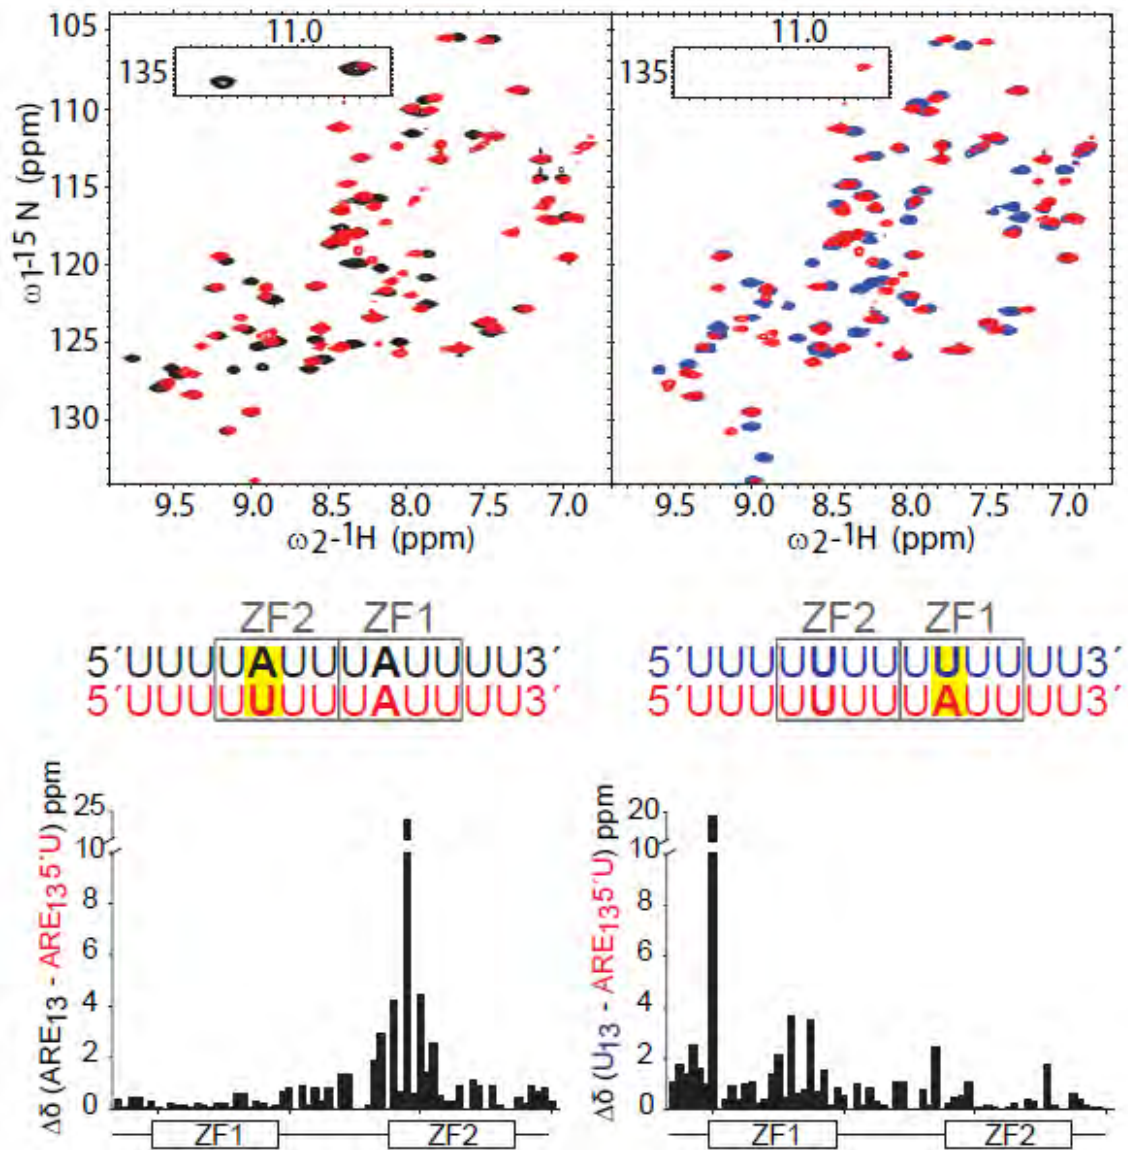 105
110
115
120
125
130
ω1-15 N (ppm)
11.0
135
11.0
135
9.5 9.0 8.5 8.0 7.5 7.0
9.5 9.0 8.5 8.0 7.5 7.0
ω2-1H (ppm)
ω2-1H (ppm)
ZF2 ZF1
5´UUUUAUUUAUUUU3´
5´UUUUUUUUAUUUU3´
ZF2 ZF1
5´UUUUUUUUUUUUU3´
5´UUUUUUUUAUUUU3´
Δδ (ARE13 - ARE135'U) ppm
25
10
8
6
4
2
0
ZF1 ZF2
Δδ (U13 - ARE135'U) ppm
20
10
8
6
4
2
0
ZF1 ZF2